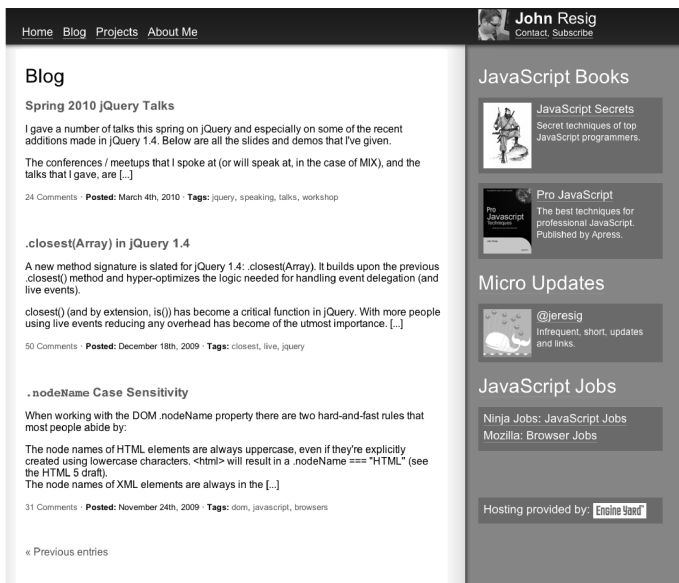 Home Blog Projects About Me
John Resig
Contact, Subscribe
Blog
Spring 2010 jQuery Talks
I gave a number of talks this spring on jQuery and especially on some of the recent
additions made in jQuery 1.4. Below are all the slides and demos that I've given.
The conferences / meetups that I spoke at (or will speak at, in the case of MIX), and the
talks that I gave, are [...]
24 Comments · Posted: March 4th, 2010 · Tags: jquery, speaking, talks, workshop
.closest(Array) in jQuery 1.4
A new method signature is slated for jQuery 1.4: .closest(Array). It builds upon the previous
.closest() method and hyper-optimizes the logic needed for handling event delegation (and
live events).
closest() (and by extension, is()) has become a critical function in jQuery. With more people
using live events reducing any overhead has become of the utmost importance. [...]
50 Comments · Posted: December 18th, 2009 · Tags: closest, live, jquery
.nodeName Case Sensitivity
When working with the DOM .nodeName property there are two hard-and-fast rules that
most people abide by:
The node names of HTML elements are always uppercase, even if they're explicitly
created using lowercase characters. <html> will result in a .nodeName === "HTML" (see
the HTML 5 draft).
The node names of XML elements are always in the [...]
31 Comments · Posted: November 24th, 2009 · Tags: dom, javascript, browsers
« Previous entries
JavaScript Books
JavaScript Secrets
Secret techniques of top
JavaScript programmers.
Pro
Javascript
Techniques
Pro JavaScript
The best techniques for
professional JavaScript.
Published by Apress.
Micro Updates
@jeresig
Infrequent, short, updates
and links.
JavaScript Jobs
Ninja Jobs: JavaScript Jobs
Mozilla: Browser Jobs
Hosting provided by: Engine Yard